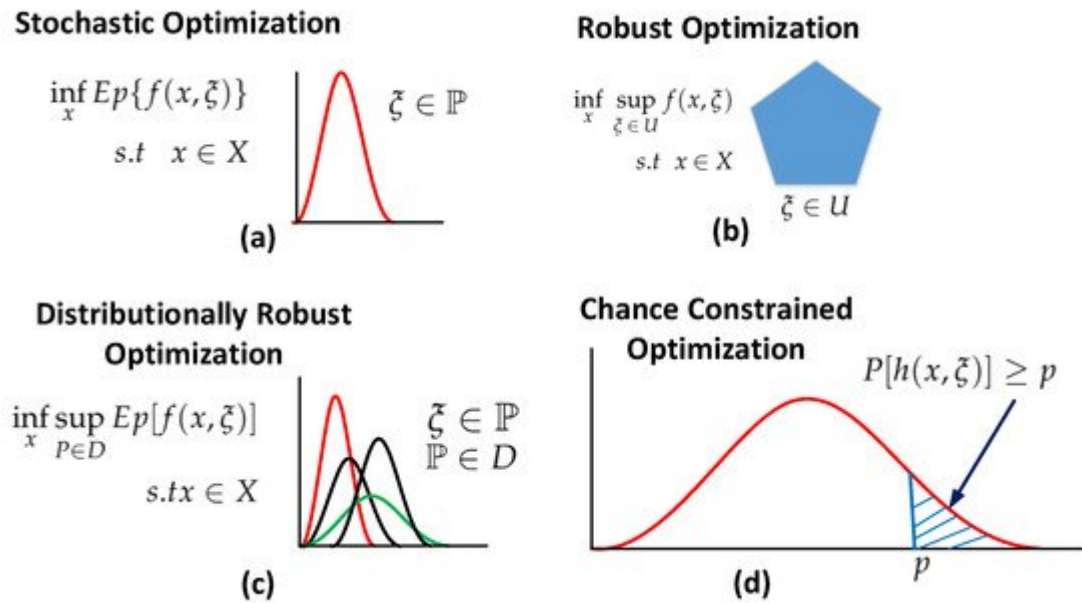 Stochastic Optimization
inf Ep{f(x, ξ)}
x
s.t x ∈ X
ξ ∈ ℙ
(a)
Robust Optimization
inf sup f(x, ξ)
x ξ∈U
s.t x ∈ X
ξ ∈ U
(b)
Distributionally Robust
Optimization
inf sup Ep[f(x, ξ)]
x P∈D
s.tx ∈ X
ξ ∈ ℙ
ℙ ∈ D
(c)
Chance Constrained
Optimization
P[h(x, ξ)] ≥ p
p
(d)